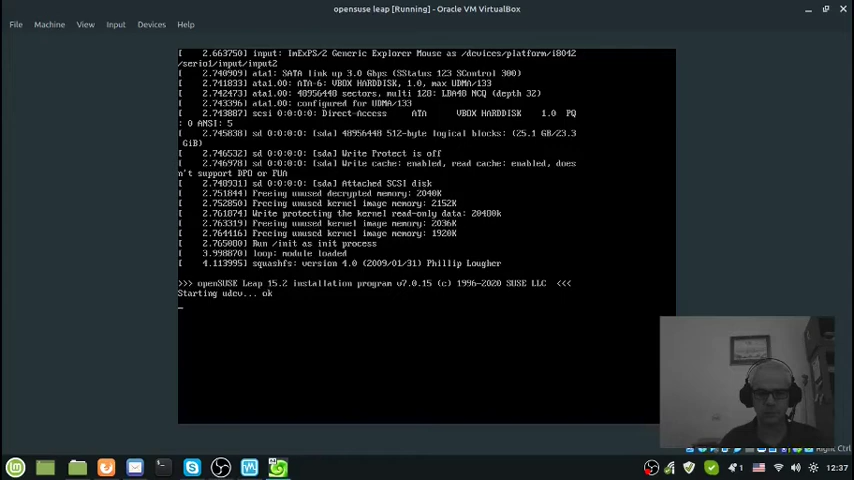 opensuse leap [Running] - Oracle VM VirtualBox
File Machine View Input Devices Help
[    2.663750] input: ImExPS/2 Generic Explorer Mouse as /devices/platform/i8042
/serio1/input/input2
[    2.740909] ata1: SATA link up 3.0 Gbps (SStatus 123 SControl 300)
[    2.741833] ata1.00: ATA-6: VBOX HARDDISK, 1.0, max UDMA/133
[    2.742473] ata1.00: 48956448 sectors, multi 128: LBA48 NCQ (depth 32)
[    2.743396] ata1.00: configured for UDMA/133
[    2.743887] scsi 0:0:0:0: Direct-Access     ATA      VBOX HARDDISK    1.0  PQ
: 0 ANSI: 5
[    2.745838] sd 0:0:0:0: [sda] 48956448 512-byte logical blocks: (25.1 GB/23.3
GiB)
[    2.746532] sd 0:0:0:0: [sda] Write Protect is off
[    2.746978] sd 0:0:0:0: [sda] Write cache: enabled, read cache: enabled, does
n't support DPO or FUA
[    2.748931] sd 0:0:0:0: [sda] Attached SCSI disk
[    2.751844] Freeing unused decrypted memory: 2040K
[    2.752850] Freeing unused kernel image memory: 2152K
[    2.761874] Write protecting the kernel read-only data: 20480k
[    2.763319] Freeing unused kernel image memory: 2036K
[    2.764416] Freeing unused kernel image memory: 1920K
[    2.765080] Run /init as init process
[    3.998870] loop: module loaded
[    4.113995] squashfs: version 4.0 (2009/01/31) Phillip Lougher
>>> openSUSE Leap 15.2 installation program v7.0.15 (c) 1996-2020 SUSE LLC <<<
Starting udev... ok
Right Ctrl
1
12:37